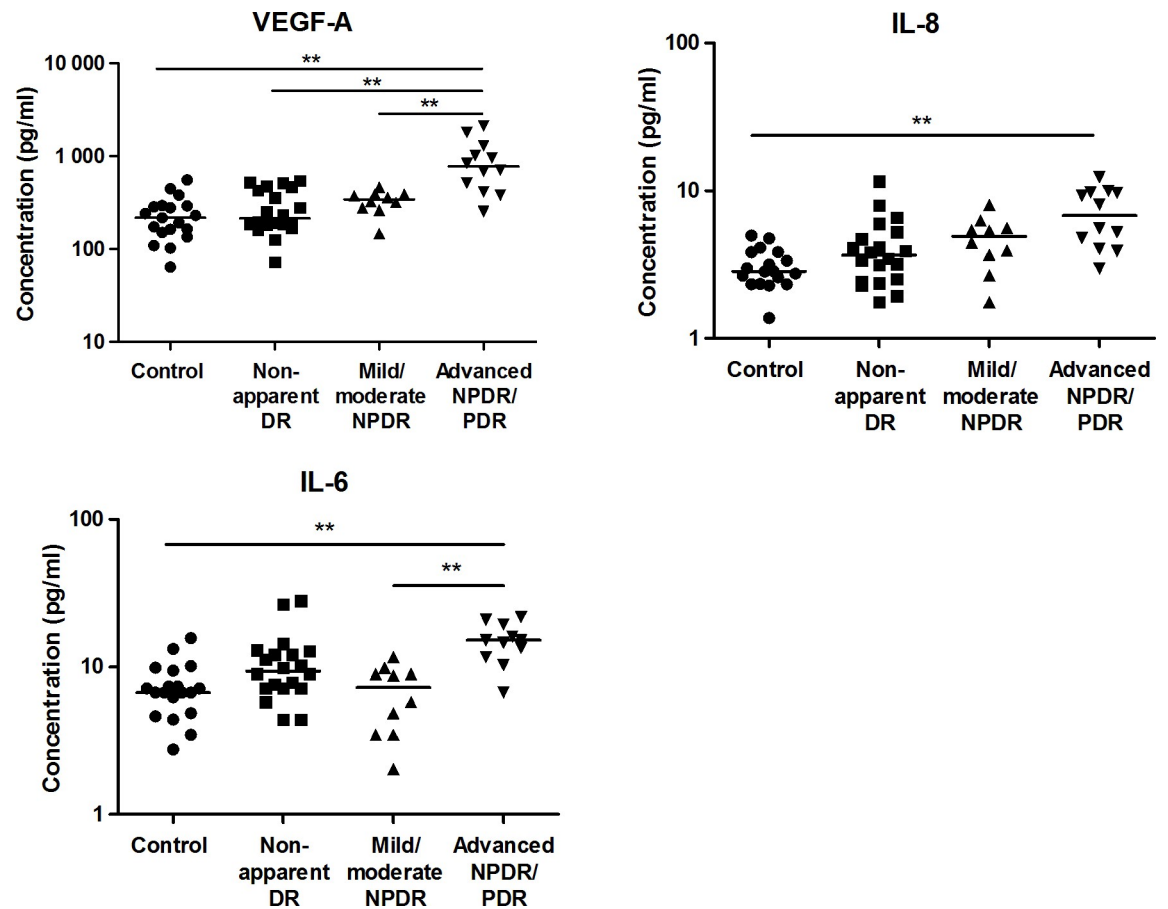 VEGF-A
Concentration (pg/ml)
10 000
1 000
100
10
**
**
**
Control
Non-
apparent
DR
Mild/
moderate
NPDR
Advanced
NPDR/
PDR
IL-8
Concentration (pg/ml)
100
10
1
**
Control
Non-
apparent
DR
Mild/
moderate
NPDR
Advanced
NPDR/
PDR
IL-6
Concentration (pg/ml)
100
10
1
**
**
Control
Non-
apparent
DR
Mild/
moderate
NPDR
Advanced
NPDR/
PDR